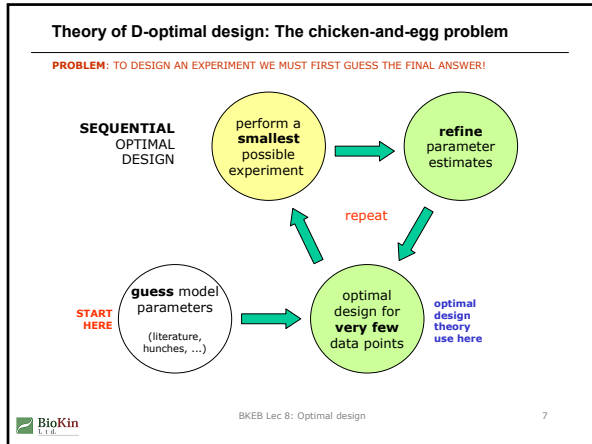 Theory of D-optimal design: The chicken-and-egg problem
PROBLEM: TO DESIGN AN EXPERIMENT WE MUST FIRST GUESS THE FINAL ANSWER!
SEQUENTIAL
OPTIMAL
DESIGN
perform a
smallest
possible
experiment
refine
parameter
estimates
repeat
START
HERE
guess model
parameters
(literature,
hunches, ...)
optimal
design for
very few
data points
optimal
design
theory
use here
BioKin
Ltd.
BKEB Lec 8: Optimal design
7